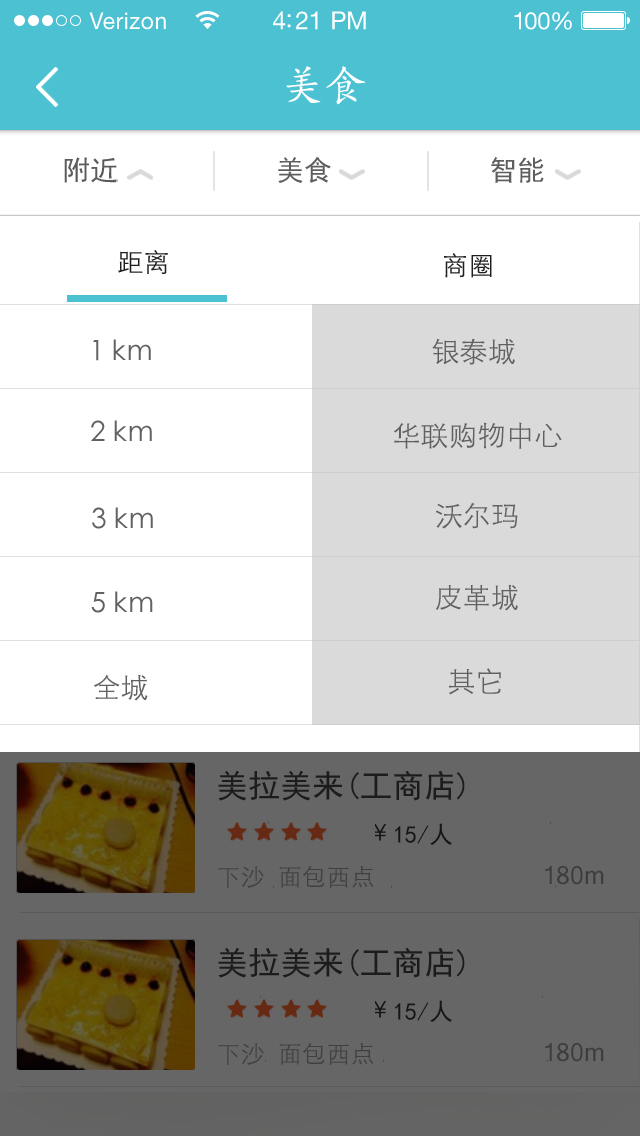 Verizon 4:21 PM 100%
美食
附近 美食 智能
距离 商圈
1 km 银泰城
2 km 华联购物中心
3 km 沃尔玛
5 km 皮革城
全城 其它
美拉美来(工商店)
¥15/人
下沙 面包西点 180m
美拉美来(工商店)
¥15/人
下沙 面包西点 180m